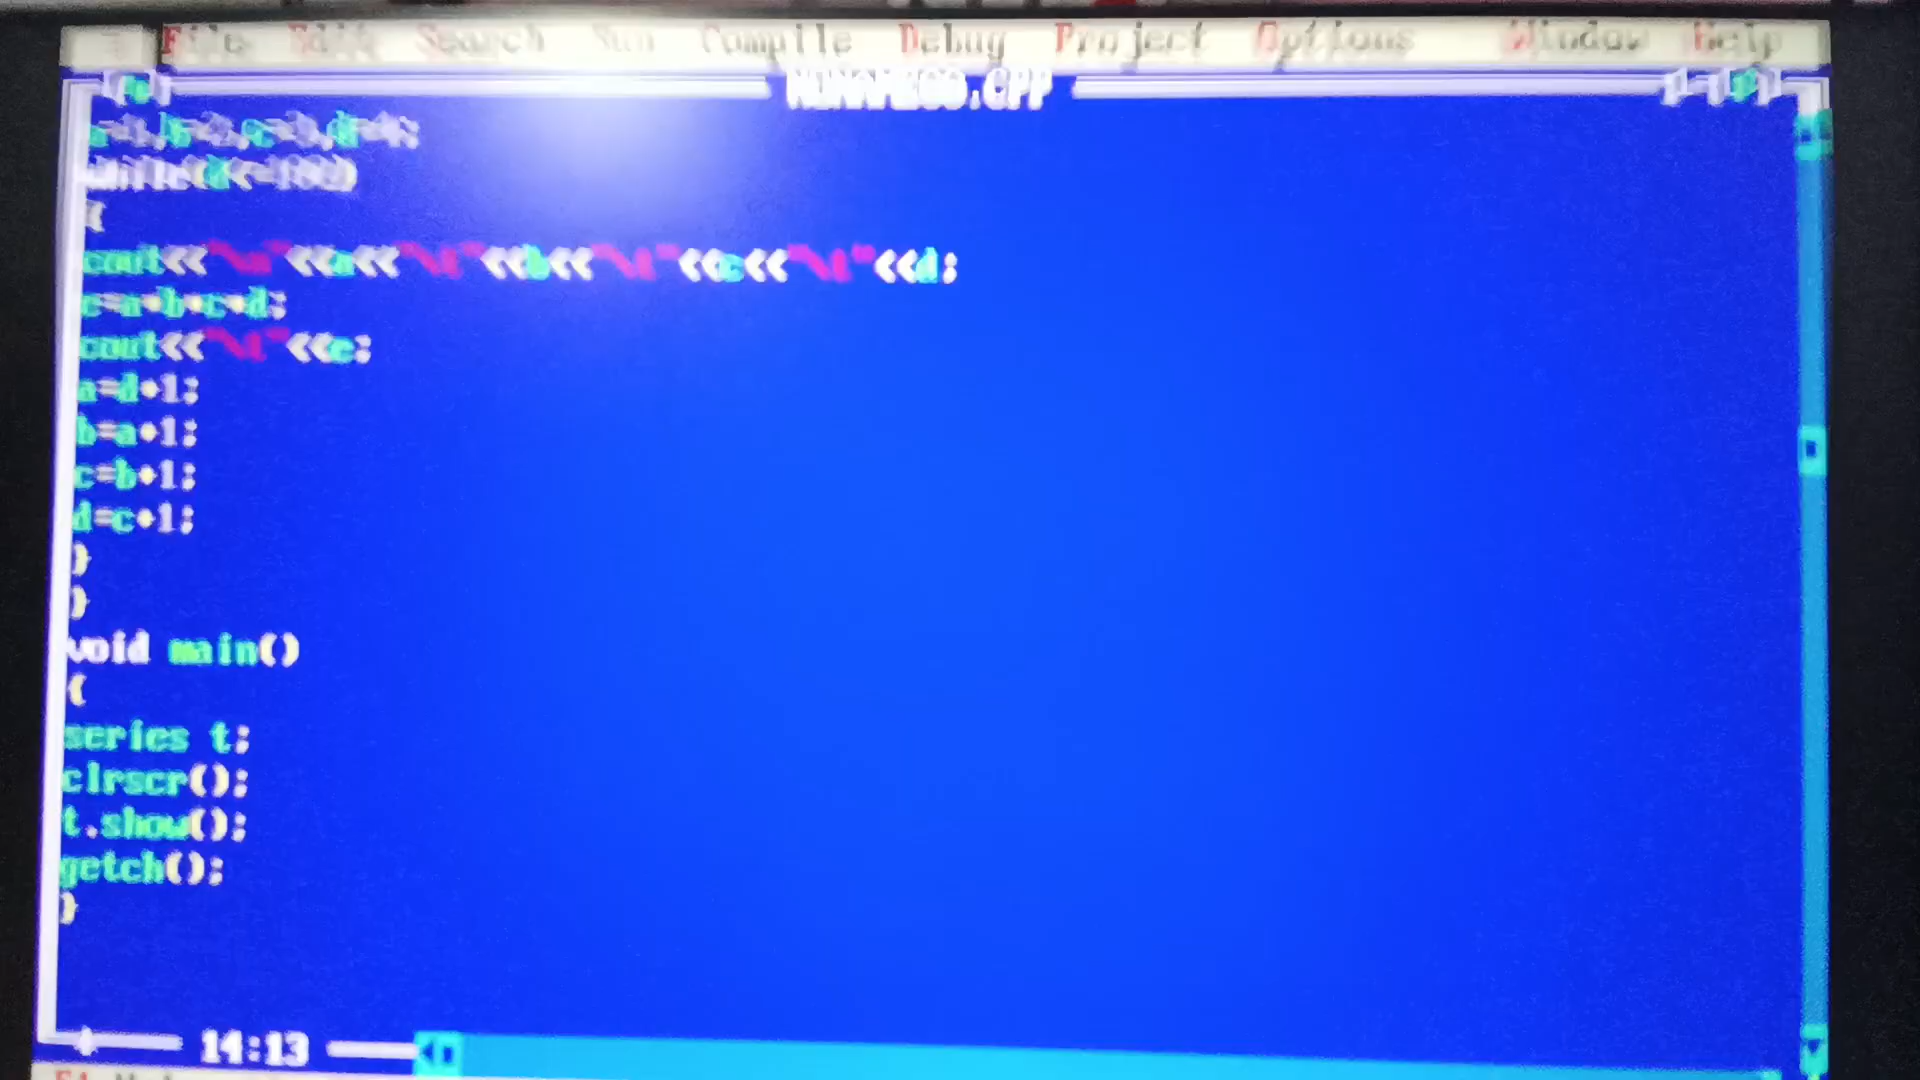 File Edit Search Run Compile Debug Project Options Window Help
a=1,b=2,c=3,d=4;
while(d<=100)
{
cout<<"\n"<<a<<"\t"<<b<<"\t"<<c<<"\t"<<d;
e=a+b+c+d;
cout<<"\t"<<e;
a=d+1;
b=a+1;
c=b+1;
d=c+1;
}
}
void main()
{
series t;
clrscr();
t.show();
getch();
}
14:13